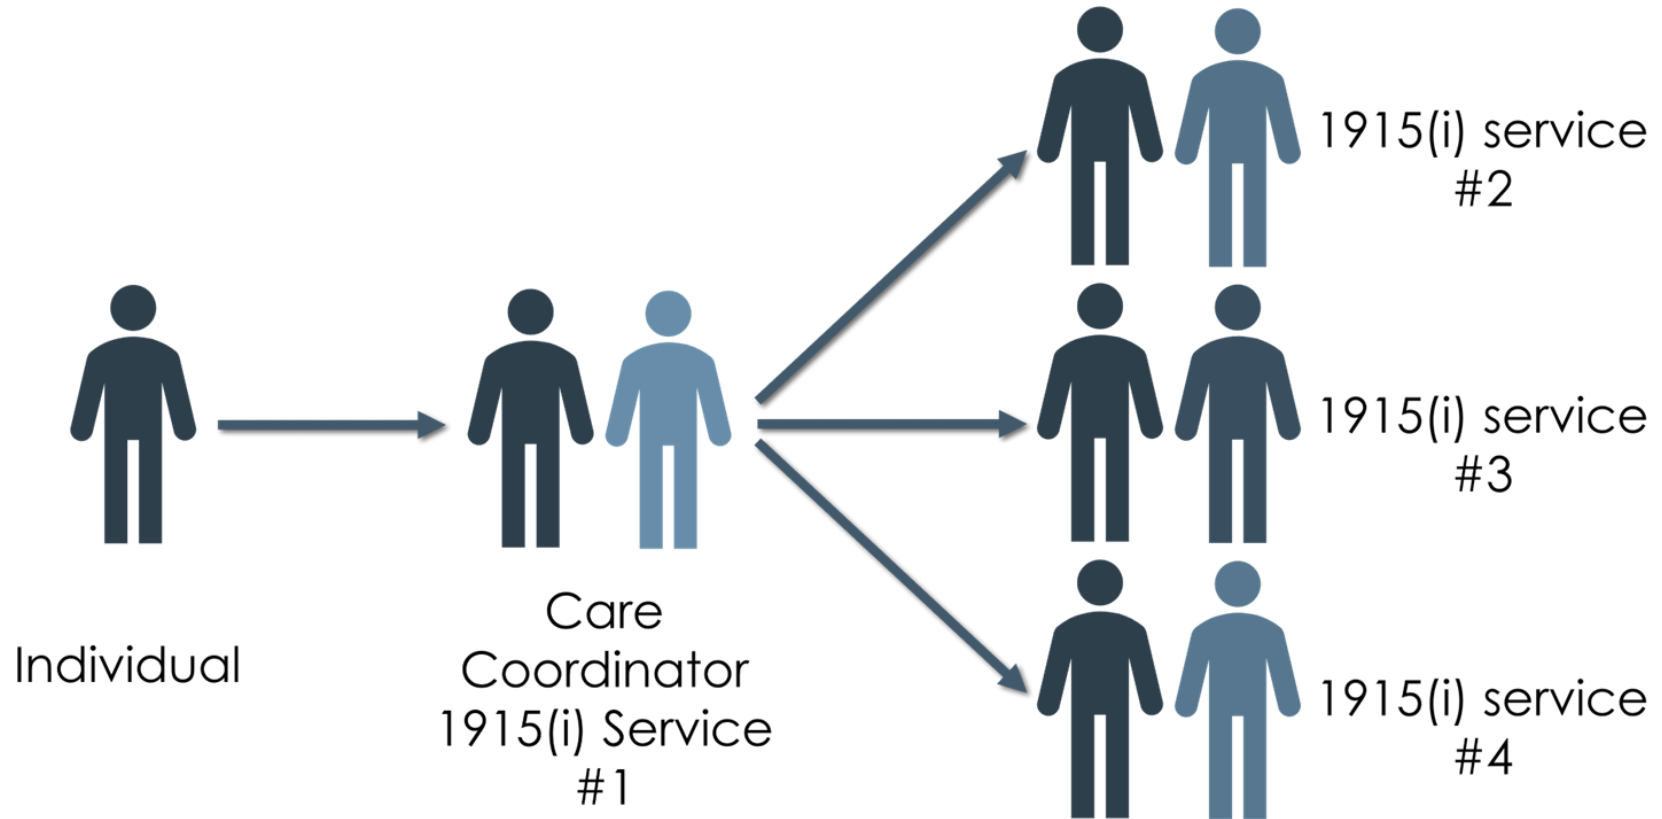 Individual
Care
Coordinator
1915(i) Service
#1
1915(i) service
#2
1915(i) service
#3
1915(i) service
#4